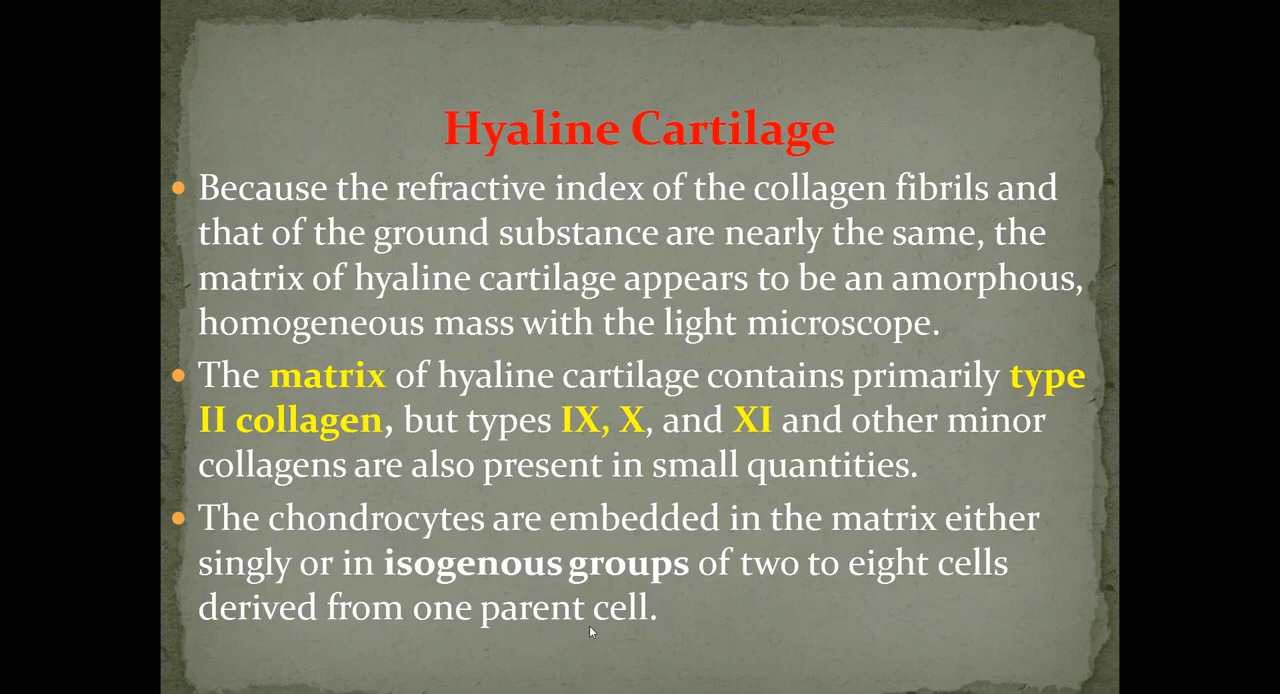 Hyaline Cartilage
Because the refractive index of the collagen fibrils and
that of the ground substance are nearly the same, the
matrix of hyaline cartilage appears to be an amorphous,
homogeneous mass with the light microscope.
The matrix of hyaline cartilage contains primarily type
II collagen, but types IX, X, and XI and other minor
collagens are also present in small quantities.
The chondrocytes are embedded in the matrix either
singly or in isogenous groups of two to eight cells
derived from one parent cell.